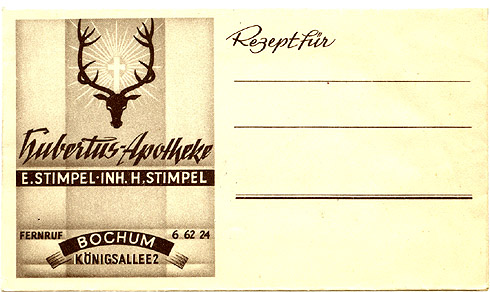 Rezept für
Hubertus-Apotheke
E. STIMPEL · INH. H. STIMPEL
FERNRUF 6 62 24
BOCHUM
KÖNIGSALLEE 2